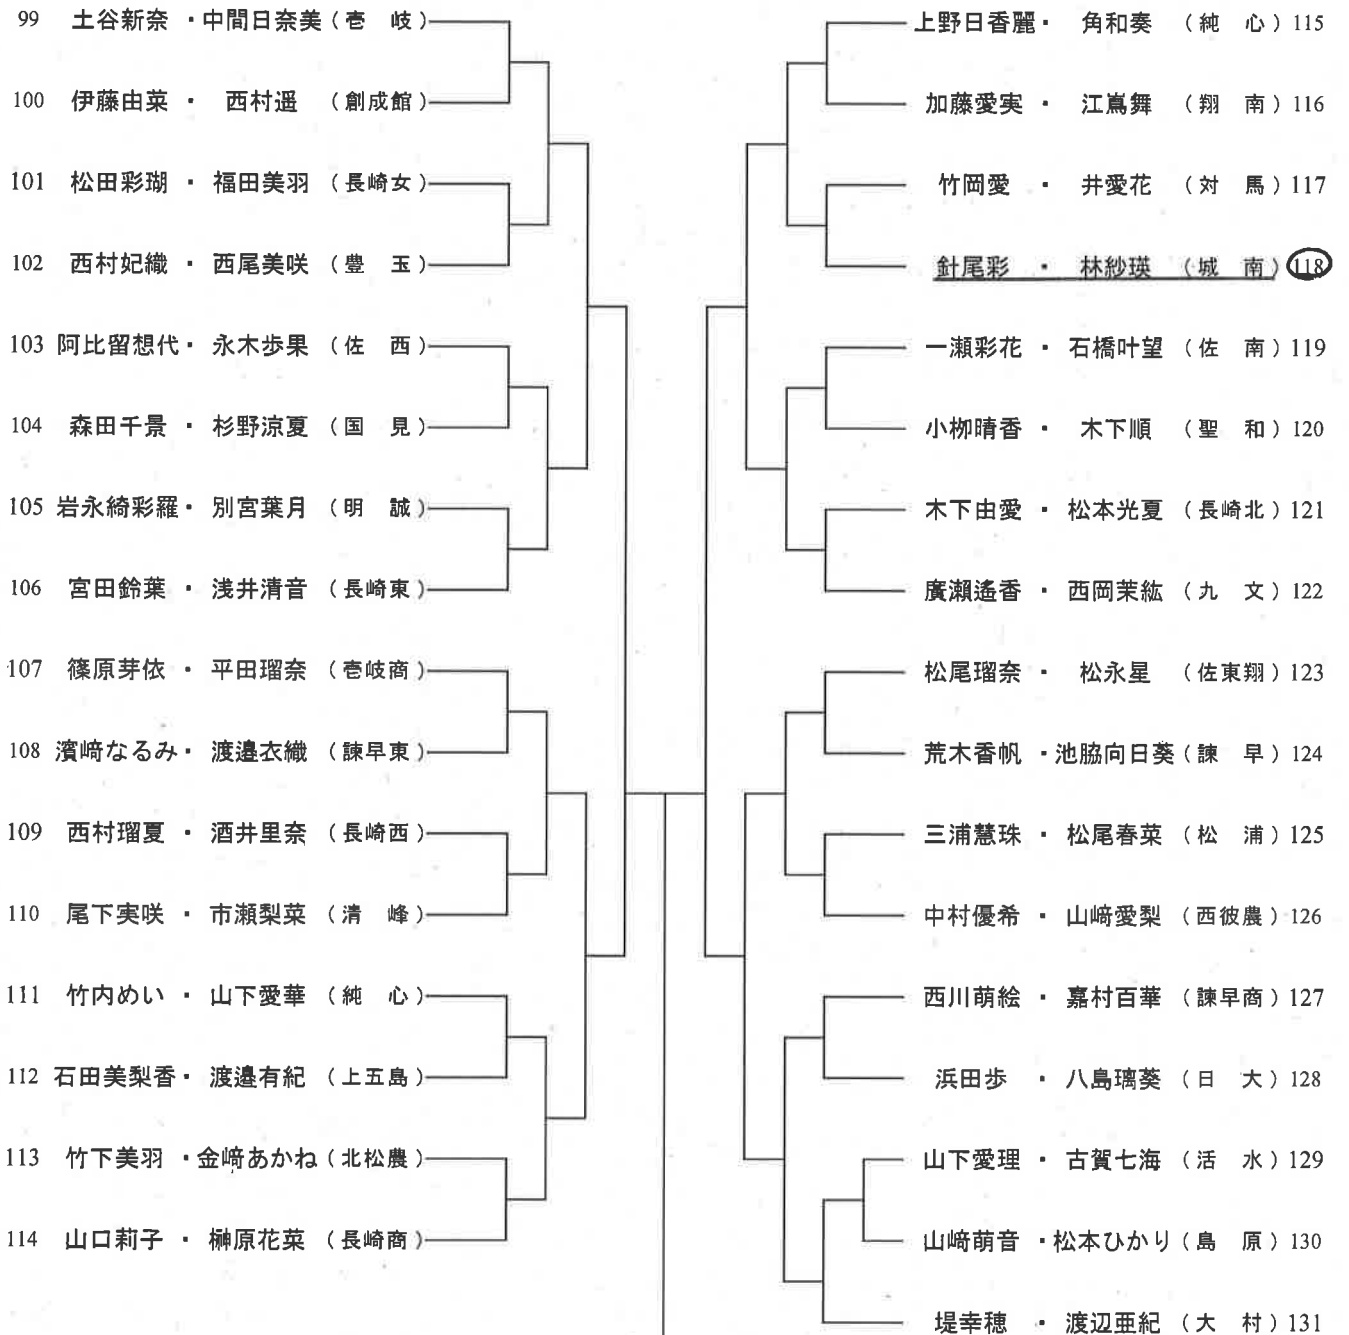 99 土谷新奈 ・中間日奈美(壱 岐)
100 伊藤由菜 ・ 西村遥 (創成館)
101 松田彩瑚 ・ 福田美羽 (長崎女)
102 西村妃織 ・ 西尾美咲 (豊 玉)
103 阿比留想代・ 永木歩果 (佐 西)
104 森田千景 ・ 杉野涼夏 (国 見)
105 岩永綺彩羅・ 別宮葉月 (明 誠)
106 宮田鈴葉 ・ 浅井清音 (長崎東)
107 篠原芽依 ・ 平田瑠奈 (壱岐商)
108 濱﨑なるみ・ 渡邉衣織 (諫早東)
109 西村瑠夏 ・ 酒井里奈 (長崎西)
110 尾下実咲 ・ 市瀬梨菜 (清 峰)
111 竹内めい ・ 山下愛華 (純 心)
112 石田美梨香・ 渡邉有紀 (上五島)
113 竹下美羽 ・金﨑あかね(北松農)
114 山口莉子 ・ 榊原花菜 (長崎商)
上野日香麗・ 角和奏 (純 心) 115
加藤愛実 ・ 江嶌舞 (翔 南) 116
竹岡愛 ・ 井愛花 (対 馬) 117
針尾彩 ・ 林紗瑛 (城 南) 118
一瀬彩花 ・ 石橋叶望 (佐 南) 119
小栁晴香 ・ 木下順 (聖 和) 120
木下由愛 ・ 松本光夏 (長崎北) 121
廣瀬遙香 ・ 西岡茉紘 (九 文) 122
松尾瑠奈 ・ 松永星 (佐東翔) 123
荒木香帆 ・池脇向日葵(諫 早) 124
三浦慧珠 ・ 松尾春菜 (松 浦) 125
中村優希 ・ 山﨑愛梨 (西彼農) 126
西川萌絵 ・ 嘉村百華 (諫早商) 127
浜田歩 ・ 八島璃葵 (日 大) 128
山下愛理 ・ 古賀七海 (活 水) 129
山﨑萌音 ・松本ひかり(島 原) 130
堤幸穂 ・ 渡辺亜紀 (大 村) 131